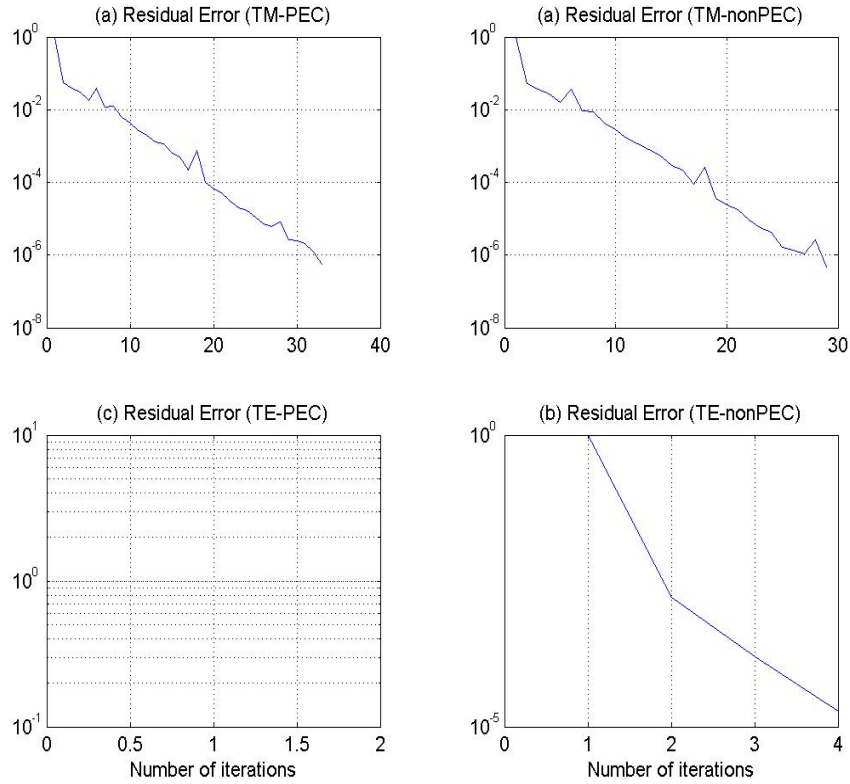 (a) Residual Error (TM-PEC)
10^0
10^-2
10^-4
10^-6
10^-8
0 10 20 30 40
(a) Residual Error (TM-nonPEC)
10^0
10^-2
10^-4
10^-6
10^-8
0 10 20 30
(c) Residual Error (TE-PEC)
10^1
10^0
10^-1
0 0.5 1 1.5 2
Number of iterations
(b) Residual Error (TE-nonPEC)
10^0
10^-5
0 1 2 3 4
Number of iterations